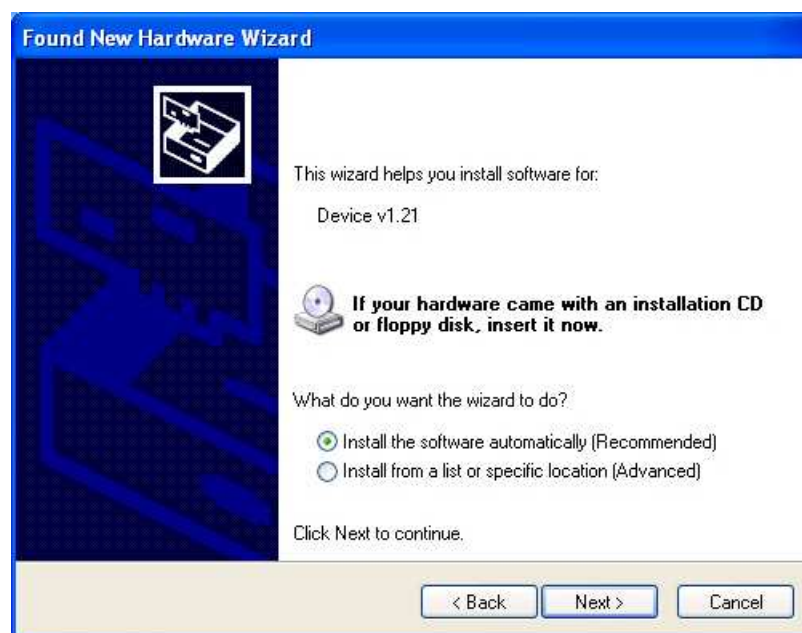 Found New Hardware Wizard
This wizard helps you install software for:
Device v1.21
If your hardware came with an installation CD
or floppy disk, insert it now.
What do you want the wizard to do?
Install the software automatically (Recommended)
Install from a list or specific location (Advanced)
Click Next to continue.
< Back
Next >
Cancel